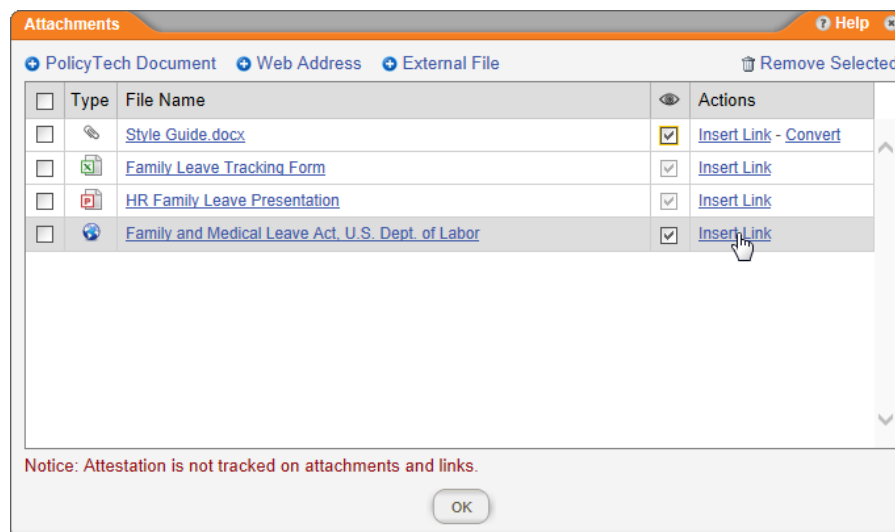 Attachments Help
PolicyTech Document Web Address External File Remove Selected
Type File Name Actions
Style Guide.docx Insert Link - Convert
Family Leave Tracking Form Insert Link
HR Family Leave Presentation Insert Link
Family and Medical Leave Act, U.S. Dept. of Labor Insert Link
Notice: Attestation is not tracked on attachments and links.
OK